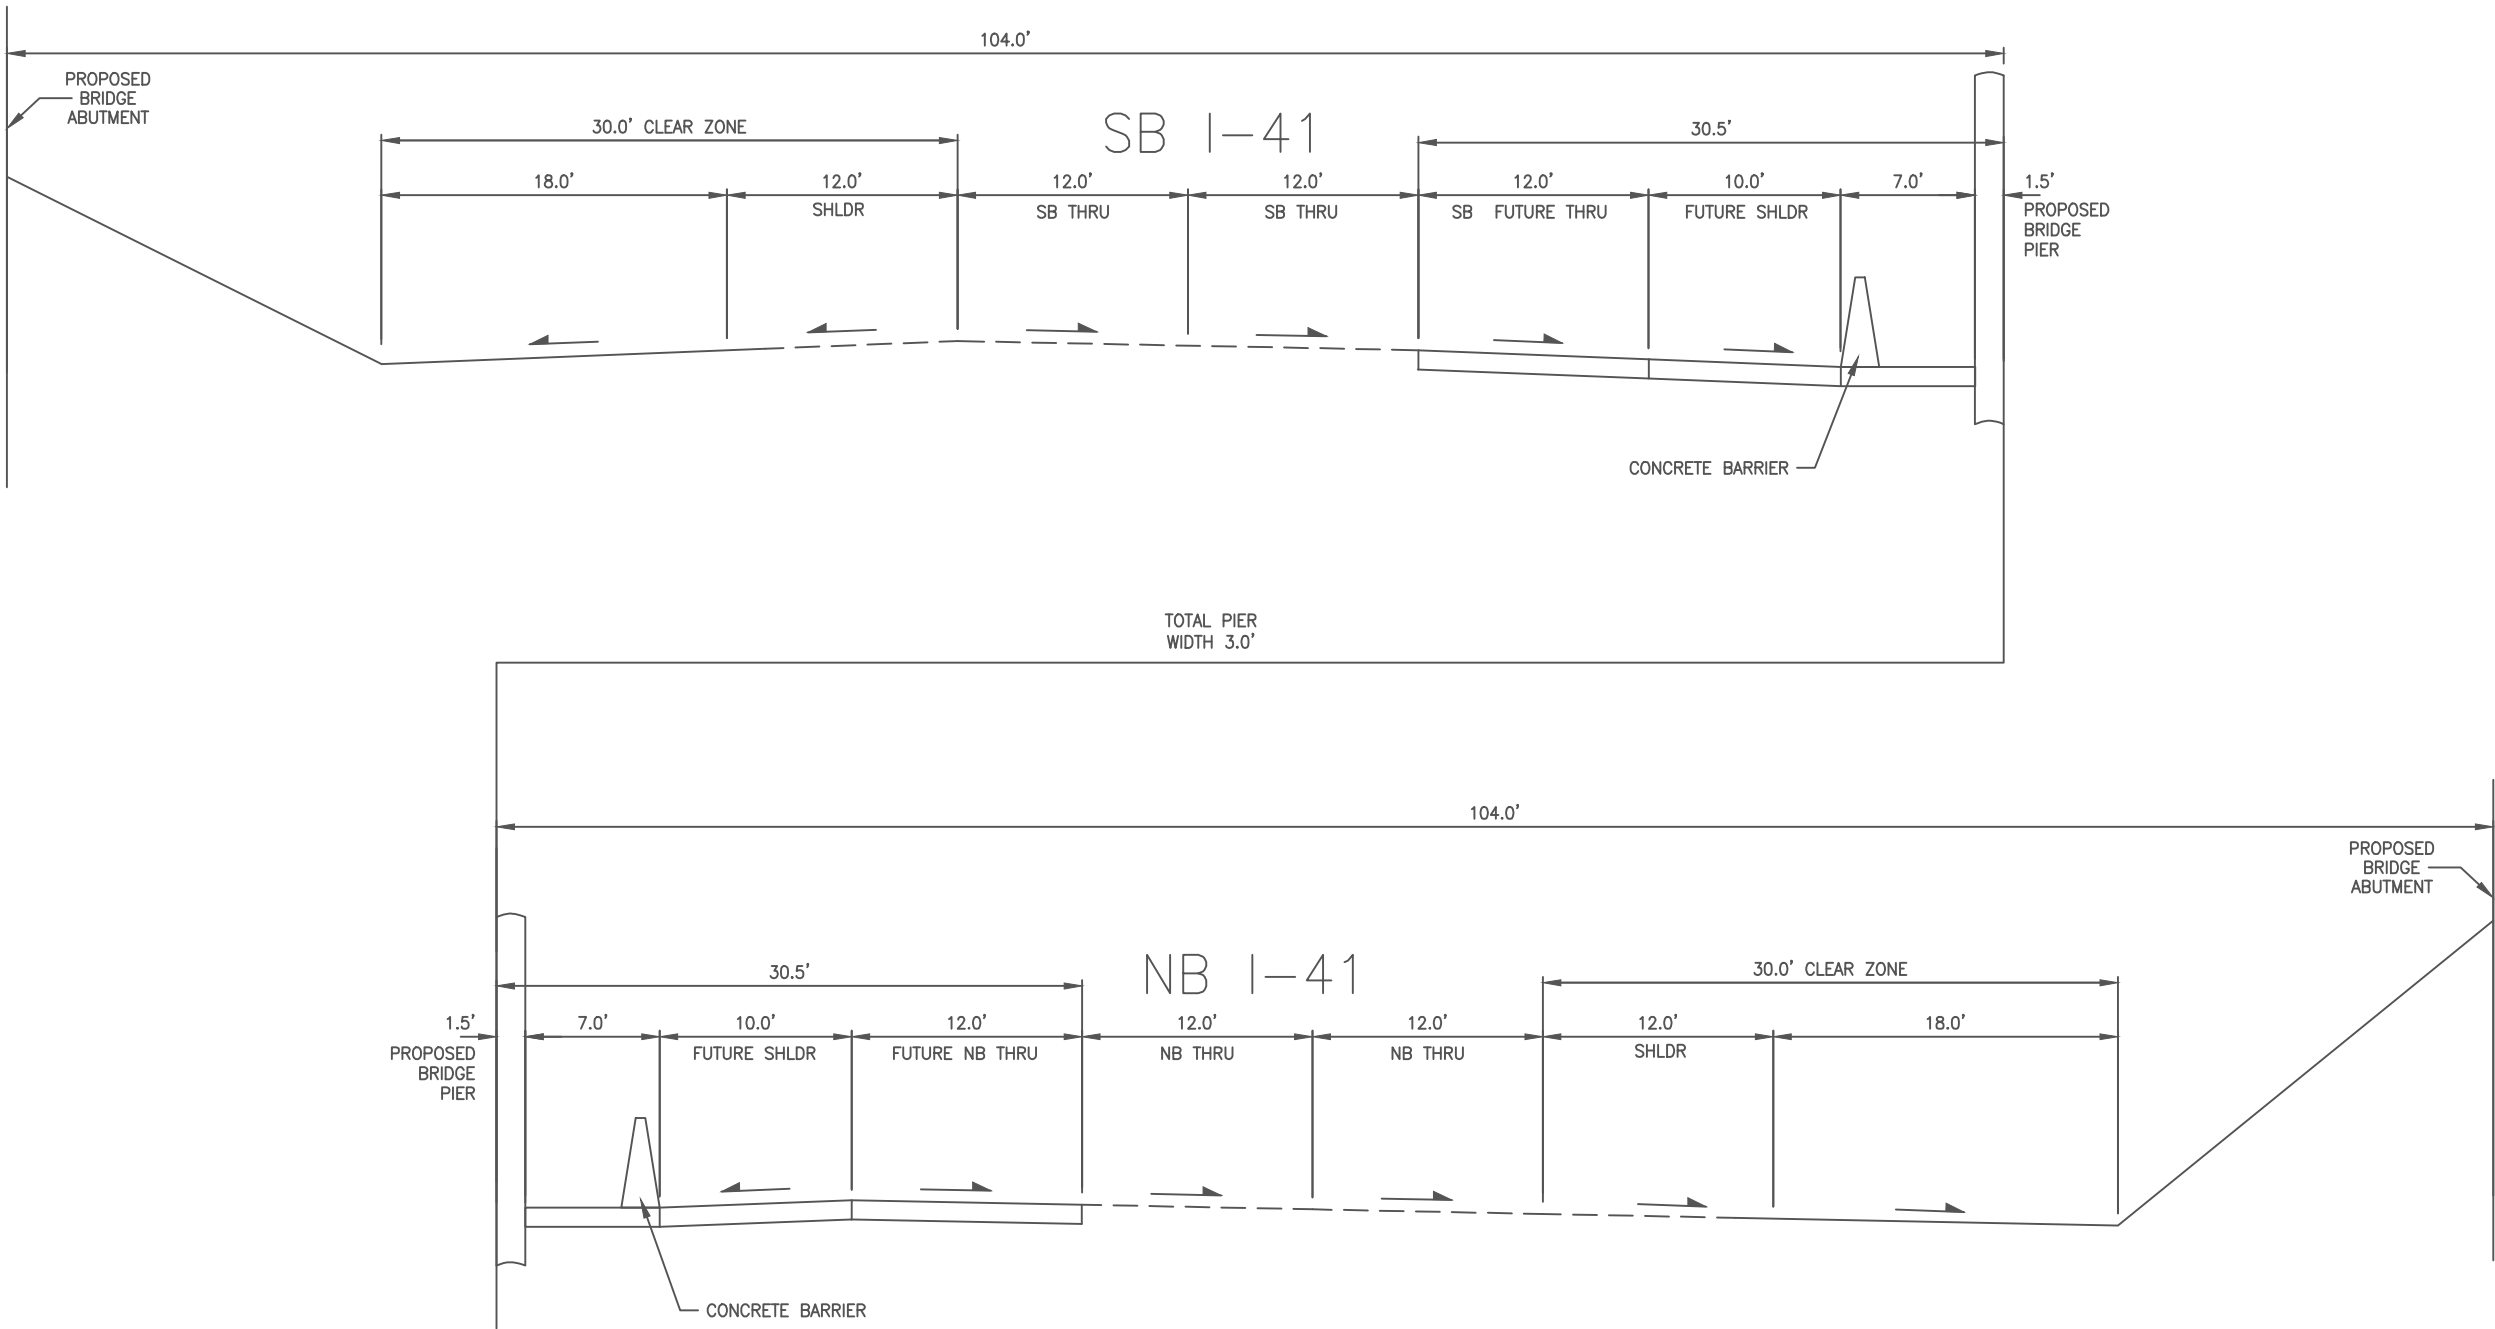 104.0'
PROPOSED
BRIDGE
ABUTMENT
30.0' CLEAR ZONE
SB I-41
30.5'
18.0'
12.0'
12.0'
12.0'
12.0'
10.0'
7.0'
1.5'
SHLDR
SB THRU
SB THRU
SB FUTURE THRU
FUTURE SHLDR
PROPOSED
BRIDGE
PIER
CONCRETE BARRIER
TOTAL PIER
WIDTH 3.0'
104.0'
PROPOSED
BRIDGE
ABUTMENT
30.5'
NB I-41
30.0' CLEAR ZONE
1.5'
7.0'
10.0'
12.0'
12.0'
12.0'
12.0'
18.0'
PROPOSED
BRIDGE
PIER
FUTURE SHLDR
FUTURE NB THRU
NB THRU
NB THRU
SHLDR
CONCRETE BARRIER